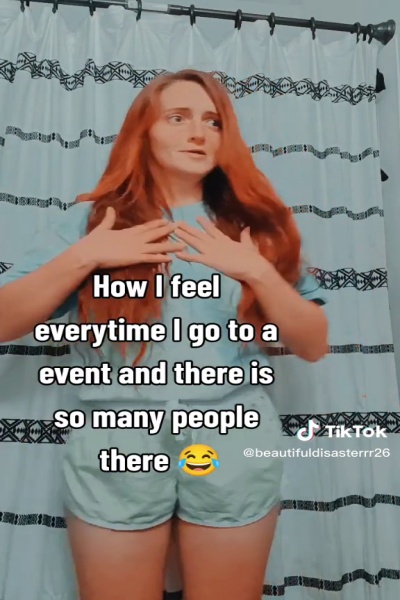 How I feel
everytime I go to a
event and there is
so many people
there 😂
TikTok
@beautifuldisasterrr26